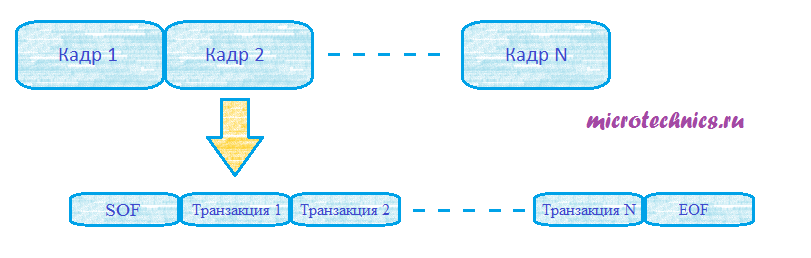 Кадр 1 Кадр 2 Кадр N
microtechnics.ru
SOF Транзакция 1 Транзакция 2 Транзакция N EOF